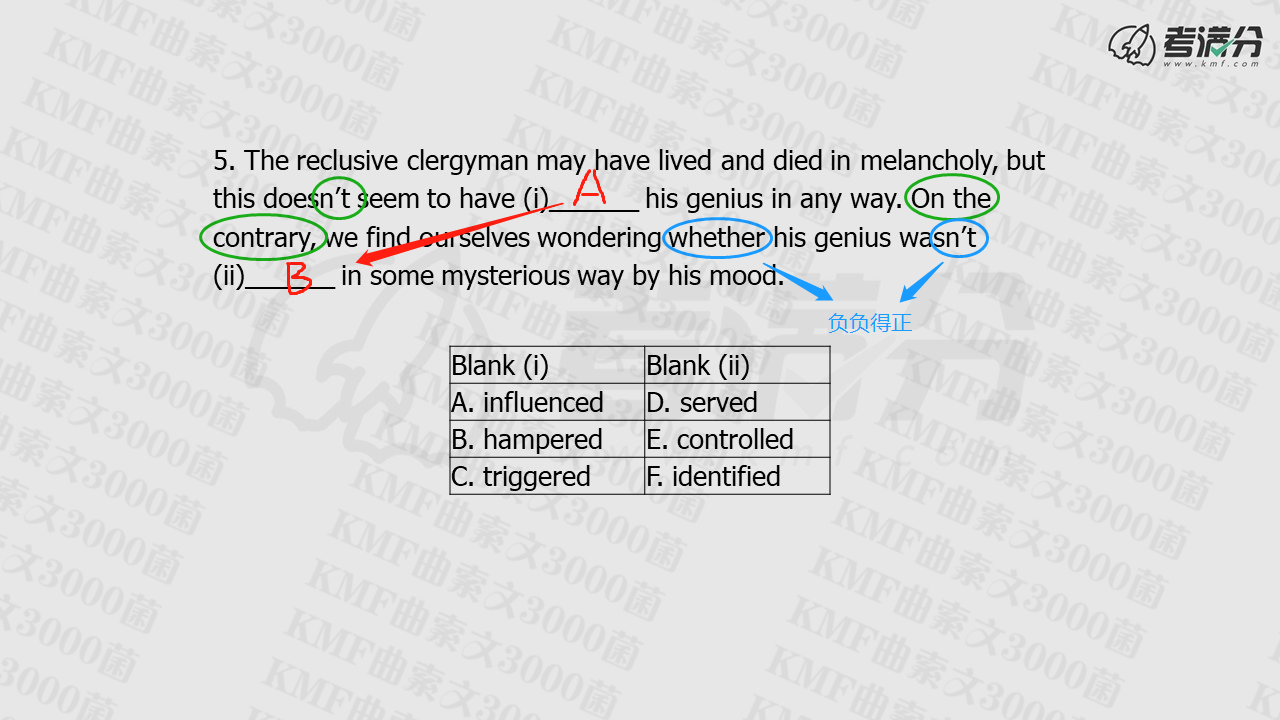 考满分
www.kmf.com
5. The reclusive clergyman may have lived and died in melancholy, but
this doesn't seem to have (i)_______ his genius in any way. On the
A
contrary, we find ourselves wondering whether his genius wasn't
(ii)_______ in some mysterious way by his mood.
B
负负得正
Blank (i) Blank (ii)
A. influenced D. served
B. hampered E. controlled
C. triggered F. identified
KMF曲索文3000菌